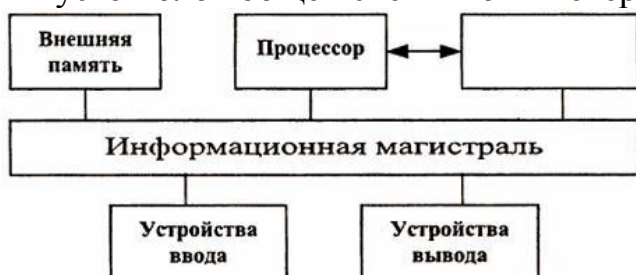 Внешняя
память
Процессор
Информационная магистраль
Устройства
ввода
Устройства
вывода